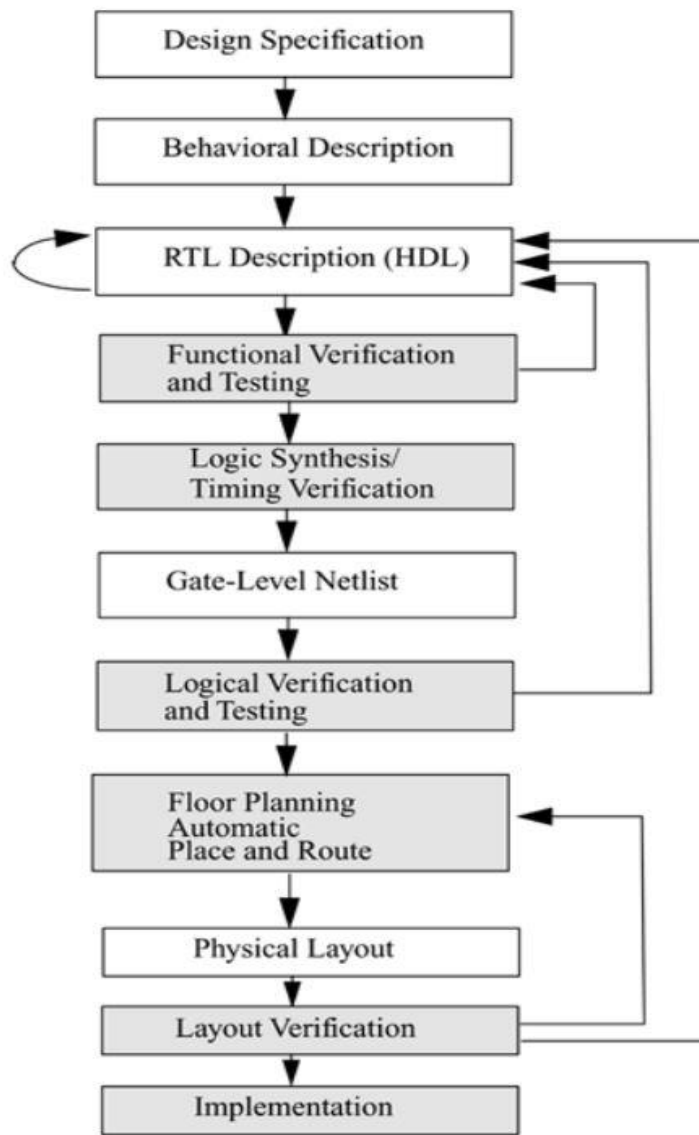 Design Specification
Behavioral Description
RTL Description (HDL)
Functional Verification
and Testing
Logic Synthesis/
Timing Verification
Gate-Level Netlist
Logical Verification
and Testing
Floor Planning
Automatic
Place and Route
Physical Layout
Layout Verification
Implementation